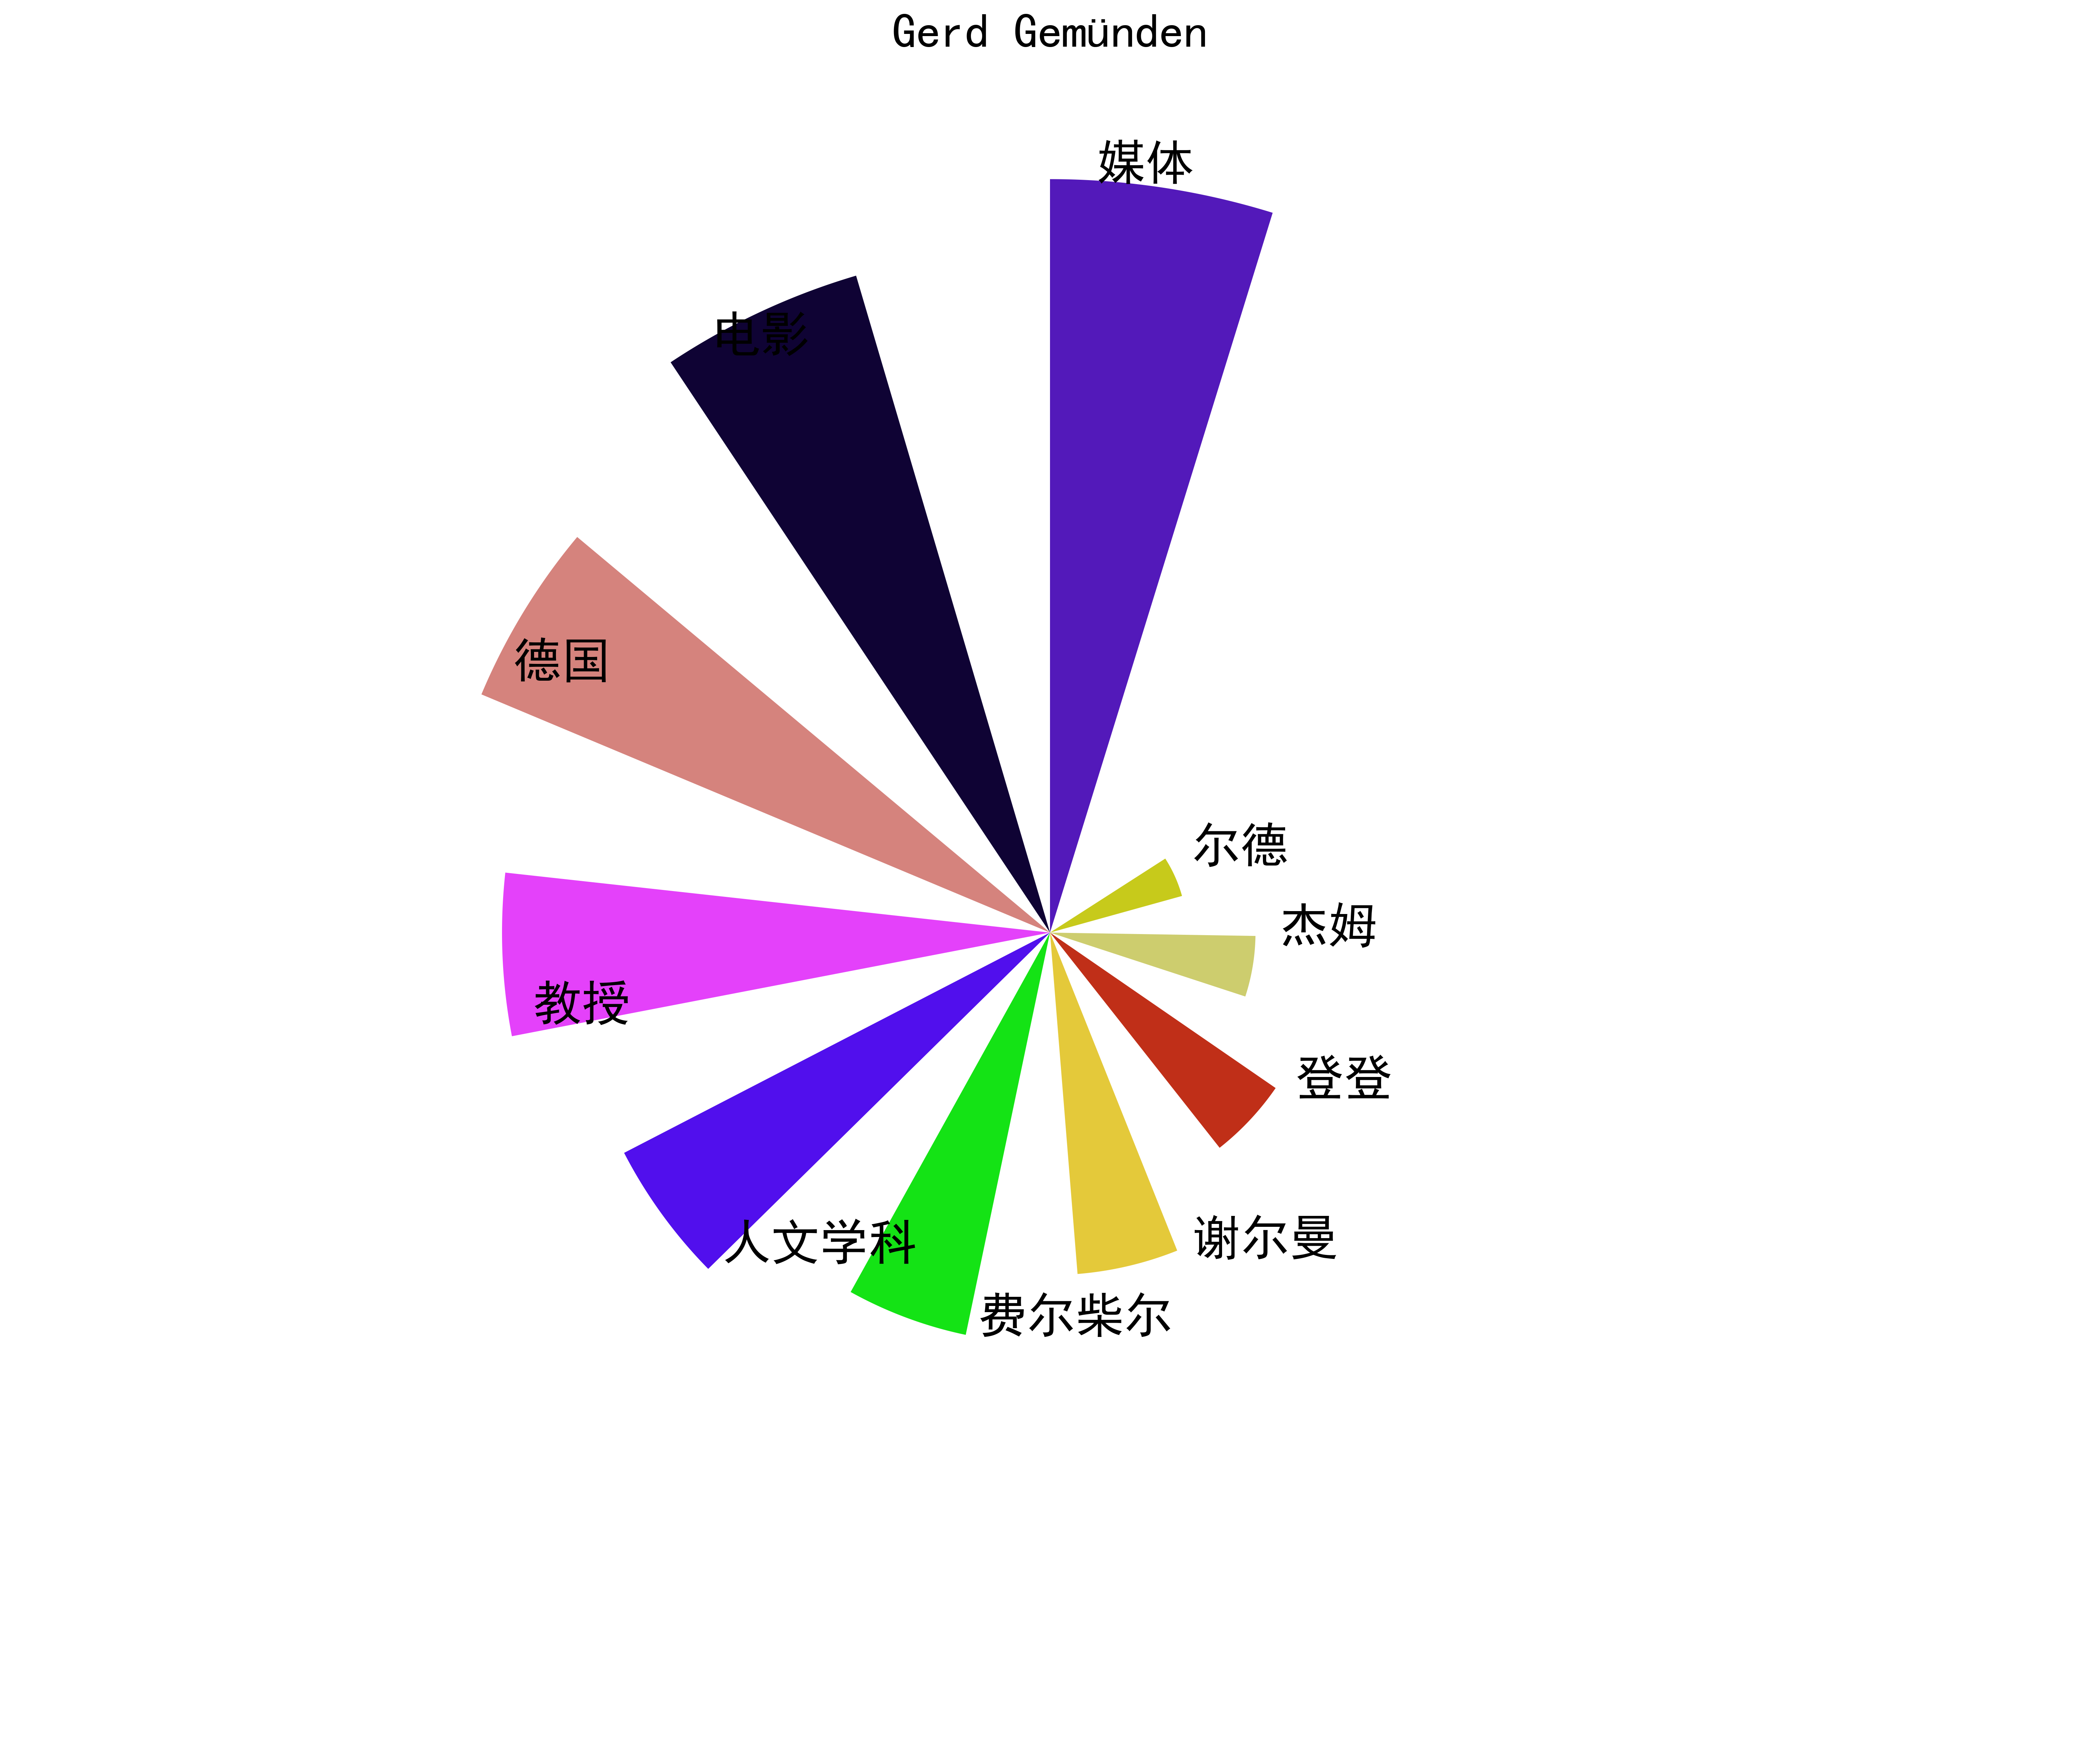 Gerd Gemünden
媒体
电影
德国
尔德
杰姆
教授
登登
人文学科
谢尔曼
费尔柴尔